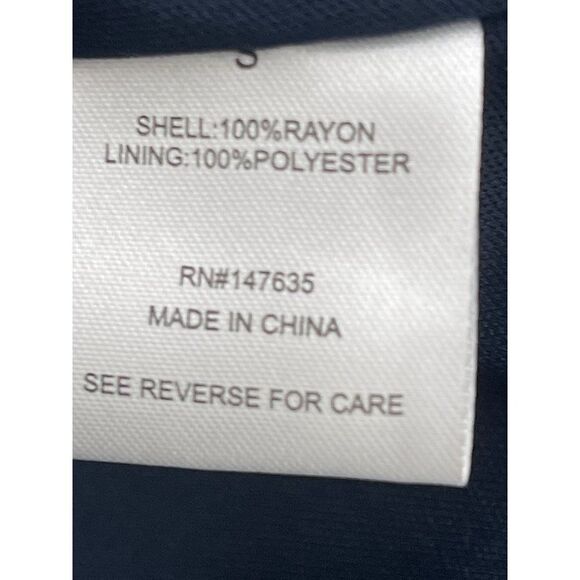 S
SHELL:100%RAYON
LINING:100%POLYESTER
RN#147635
MADE IN CHINA
SEE REVERSE FOR CARE